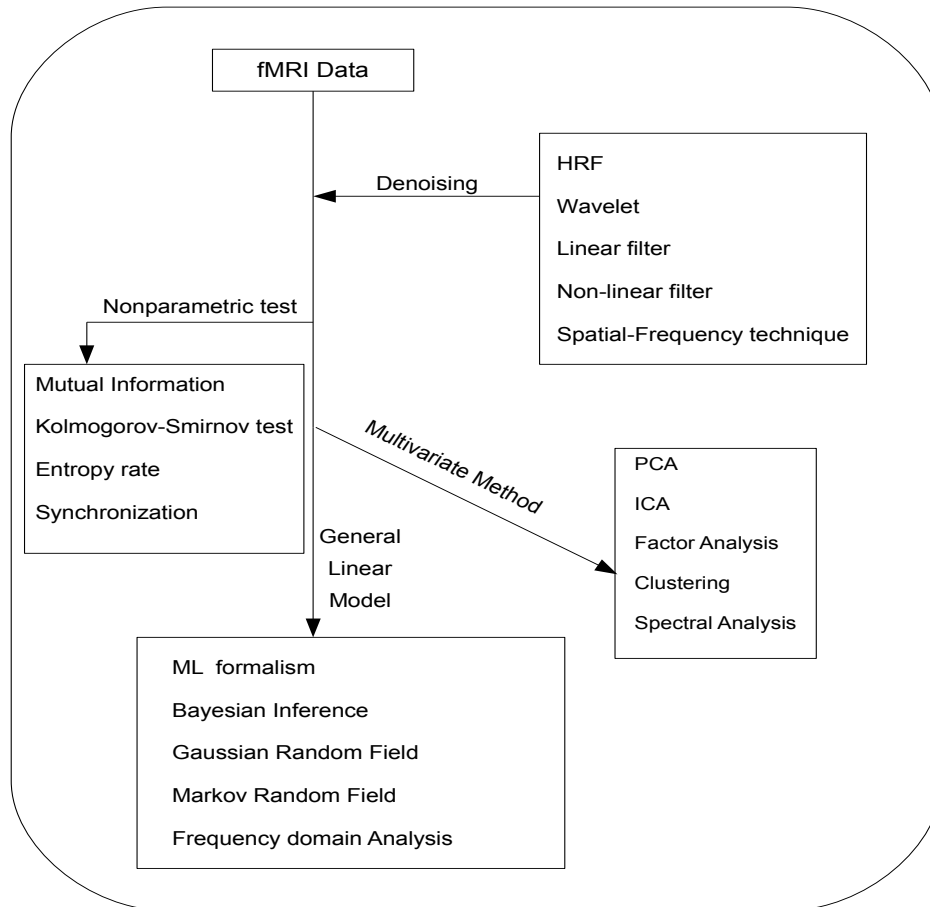 fMRI Data
Denoising
HRF
Wavelet
Linear filter
Non-linear filter
Spatial-Frequency technique
Nonparametric test
Mutual Information
Kolmogorov-Smirnov test
Entropy rate
Synchronization
Multivariate Method
PCA
ICA
Factor Analysis
Clustering
Spectral Analysis
General
Linear
Model
ML formalism
Bayesian Inference
Gaussian Random Field
Markov Random Field
Frequency domain Analysis